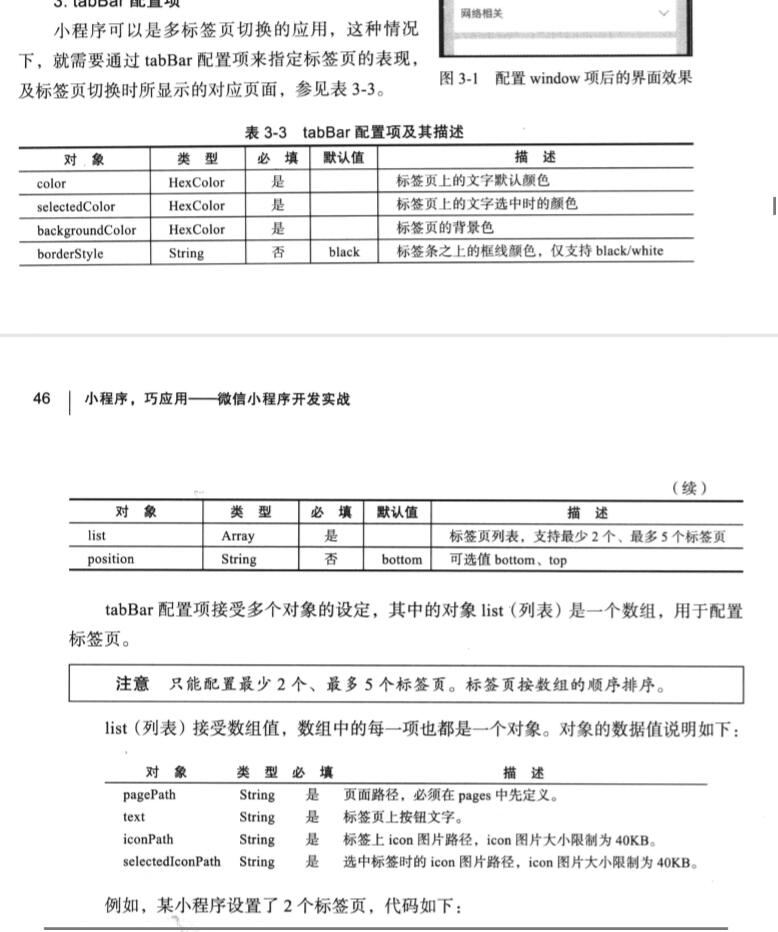 3. tabBar 配置项
小程序可以是多标签页切换的应用，这种情况
下，就需要通过 tabBar 配置项来指定标签页的表现，
及标签页切换时所显示的对应页面，参见表 3-3。
网络相关
图 3-1 配置 window 项后的界面效果
表 3-3 tabBar 配置项及其描述
对 象 类 型 必 填 默认值 描 述
color HexColor 是 标签页上的文字默认颜色
selectedColor HexColor 是 标签页上的文字选中时的颜色
backgroundColor HexColor 是 标签页的背景色
borderStyle String 否 black 标签条之上的框线颜色，仅支持 black/white
46 小程序，巧应用——微信小程序开发实战
（续）
对 象 类 型 必 填 默认值 描 述
list Array 是 标签页列表，支持最少 2 个、最多 5 个标签页
position String 否 bottom 可选值 bottom、top
tabBar 配置项接受多个对象的设定，其中的对象 list（列表）是一个数组，用于配置
标签页。
注意 只能配置最少 2 个、最多 5 个标签页。标签页按数组的顺序排序。
list（列表）接受数组值，数组中的每一项也都是一个对象。对象的数据值说明如下：
对 象 类 型 必 填 描 述
pagePath String 是 页面路径，必须在 pages 中先定义。
text String 是 标签页上按钮文字。
iconPath String 是 标签上 icon 图片路径，icon 图片大小限制为 40KB。
selectedIconPath String 是 选中标签时的 icon 图片路径，icon 图片大小限制为 40KB。
例如，某小程序设置了 2 个标签页，代码如下：